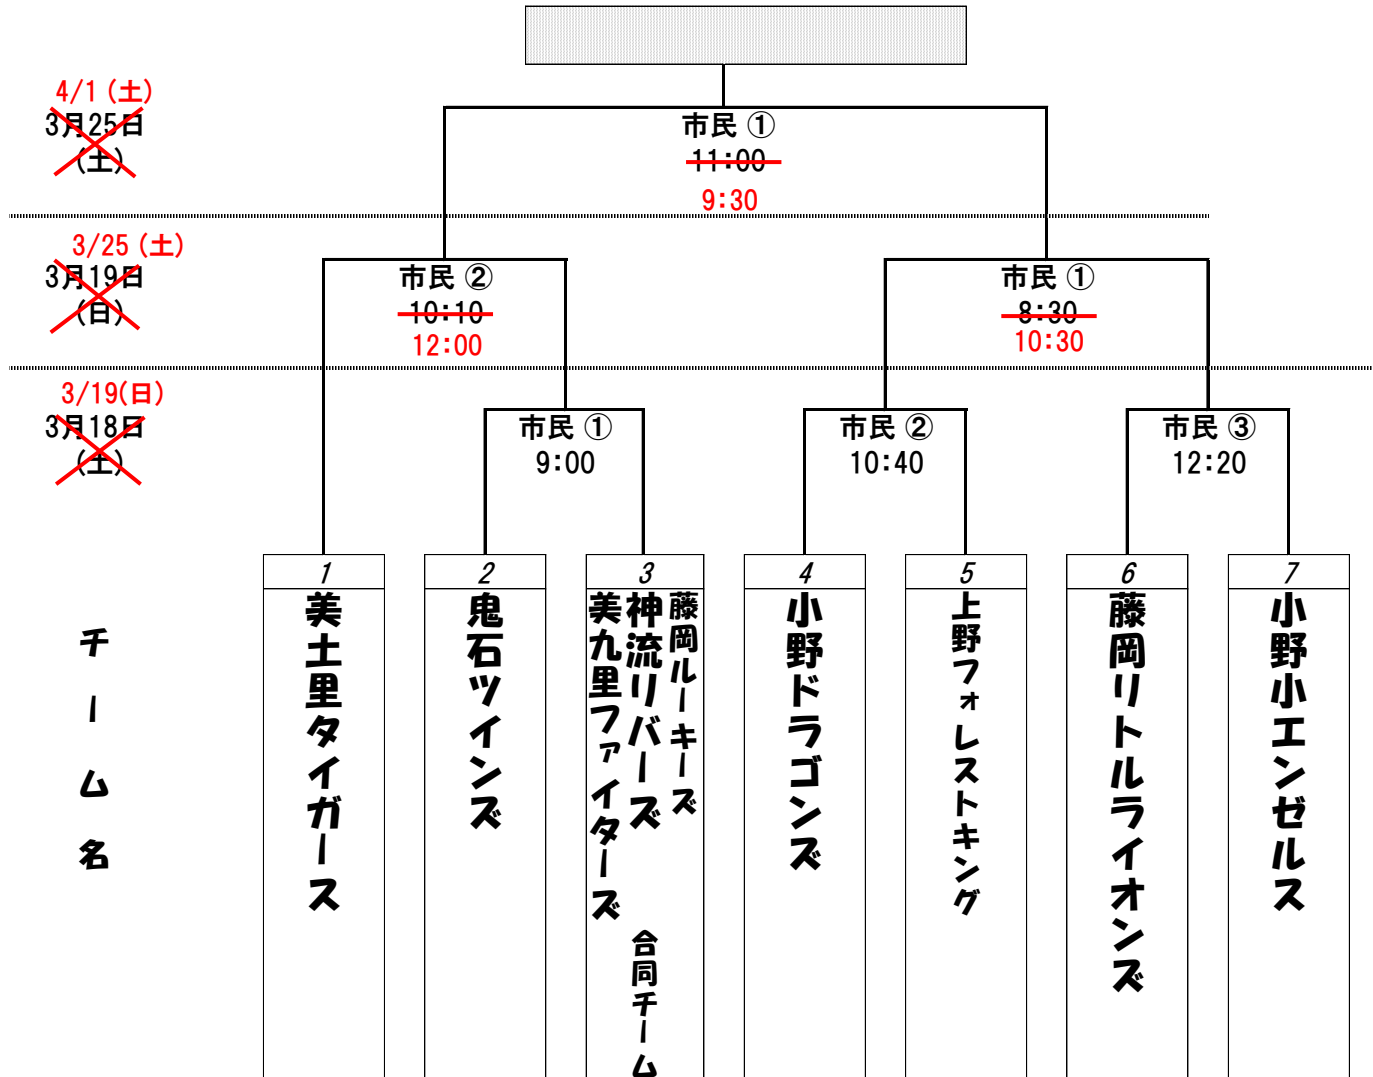 4/1 (土)
3月25日
(土)
市民 ①
11:00
9:30
3/25 (土)
3月19日
(日)
市民 ②
10:10
12:00
市民 ①
8:30
10:30
3/19(日)
3月18日
(土)
市民 ①
9:00
市民 ②
10:40
市民 ③
12:20
チーム名
1
美土里タイガース
2
鬼石ツインズ
3
藤岡ルーキーズ
神流リバーズ
美九里ファイターズ
合同チーム
4
小野ドラゴンズ
5
上野フォレストキング
6
藤岡リトルライオンズ
7
小野小エンゼルス